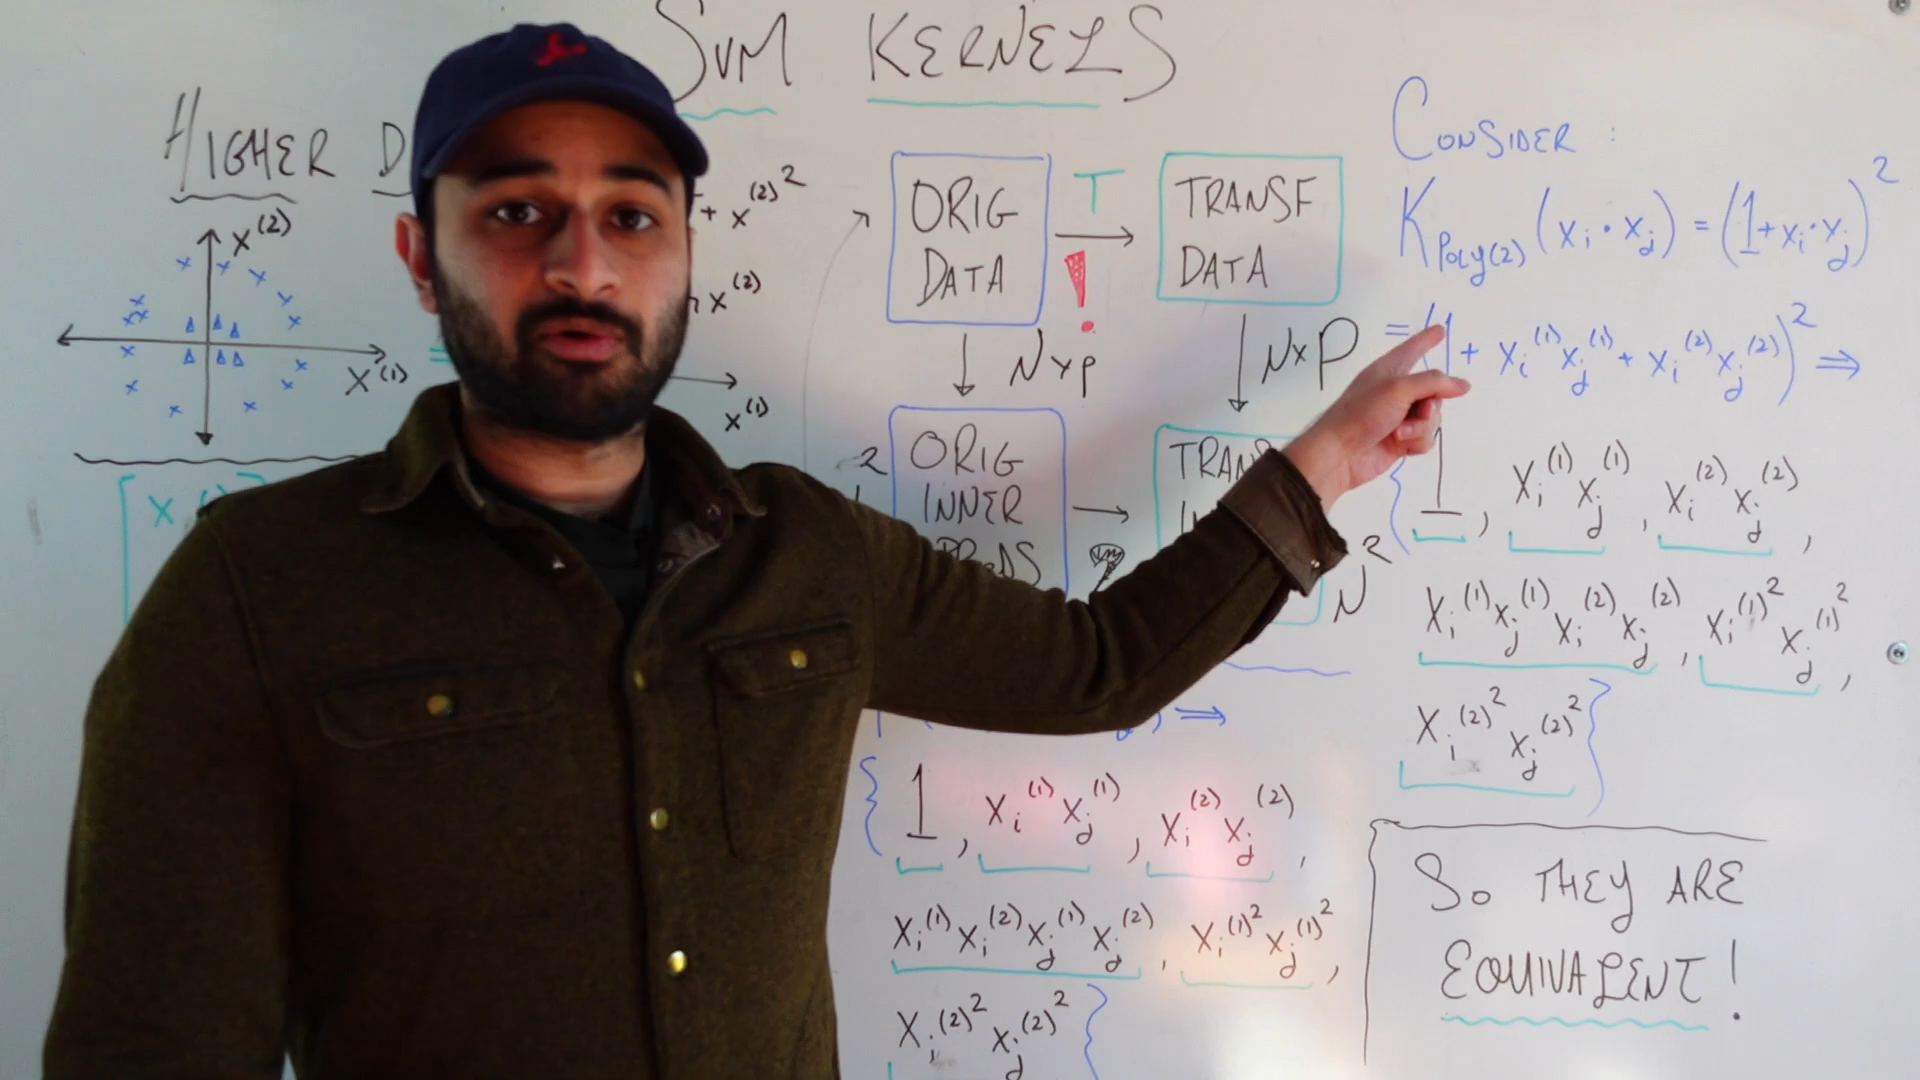 SVM KERNELS
HIGHER D
x^(2)
x^(1)
+ x^(2)^2
x^(2)
x^(1)
ORIG
DATA
T
!
TRANSF
DATA
N×p
N×P
2
ORIG
INNER
PRODS
?
N^2
{1, x_i^(1) x_j^(1), x_i^(2) x_j^(2),
x_i^(1) x_i^(2) x_j^(1) x_j^(2), x_i^(1)^2 x_j^(1)^2,
x_i^(2)^2 x_j^(2)^2}
CONSIDER :
K_Poly(2) (x_i · x_j) = (1 + x_i · x_j)^2
= (1 + x_i^(1) x_j^(1) + x_i^(2) x_j^(2))^2 ⇒
{1, x_i^(1) x_j^(1), x_i^(2) x_j^(2),
x_i^(1) x_j^(1) x_i^(2) x_j^(2), x_i^(1)^2 x_j^(1)^2,
x_i^(2)^2 x_j^(2)^2}
SO THEY ARE
EQUIVALENT!